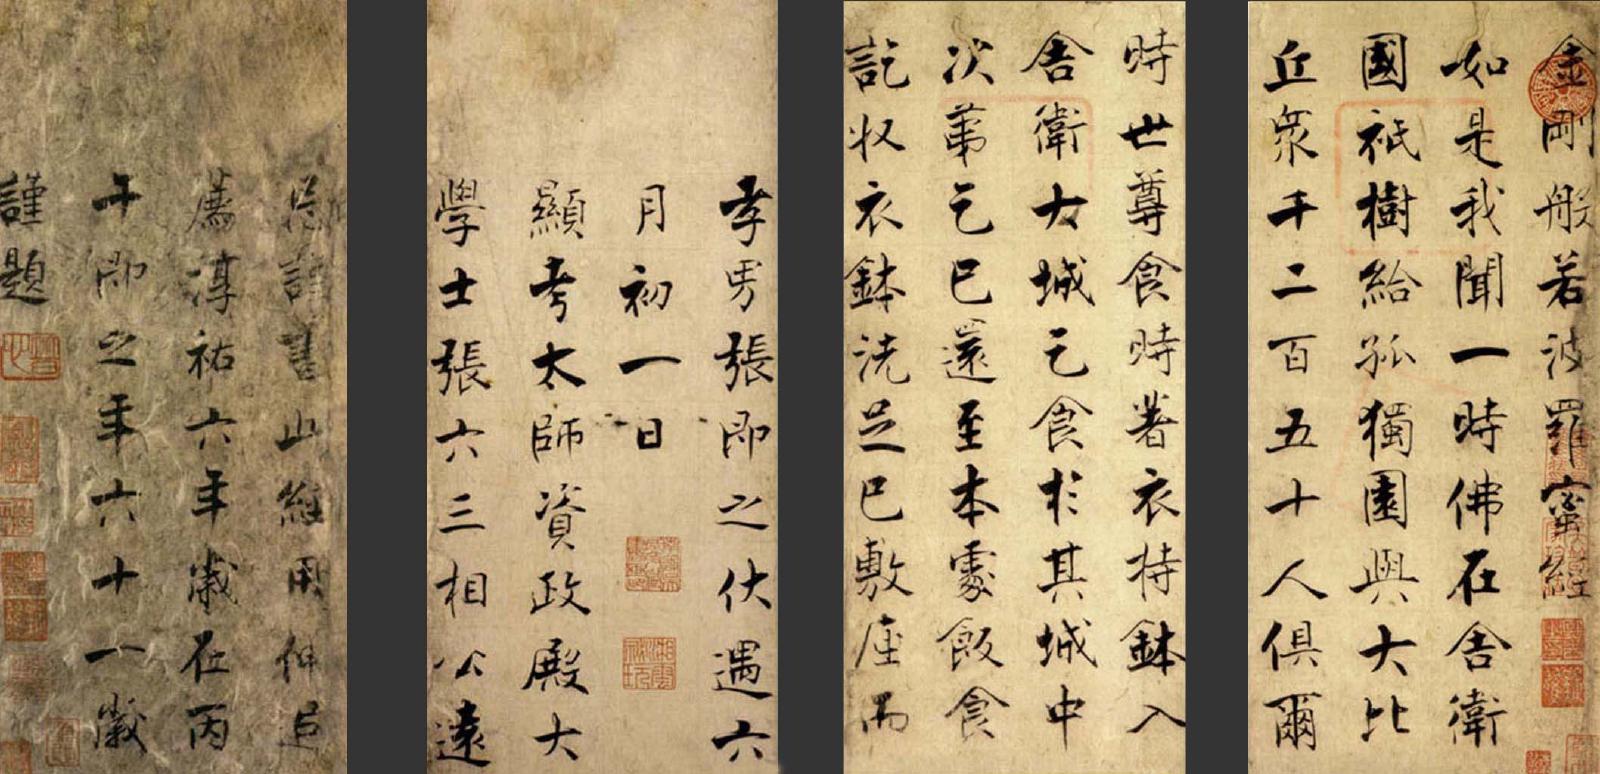 金剛般若波羅蜜經
如是我聞一時佛在舍衛
國祇樹給孤獨園與大比
丘眾千二百五十人俱爾
時世尊食時著衣持鉢入
舍衛大城乞食於其城中
次第乞已還至本處飯食
訖收衣鉢洗足已敷座而
孝男張即之伏遇六
月初一日
顯考太師資政殿大
學士張六三相公遠
忌謹書此經用伸追
薦淳祐六年歲在丙
午即之年六十一歲
謹題